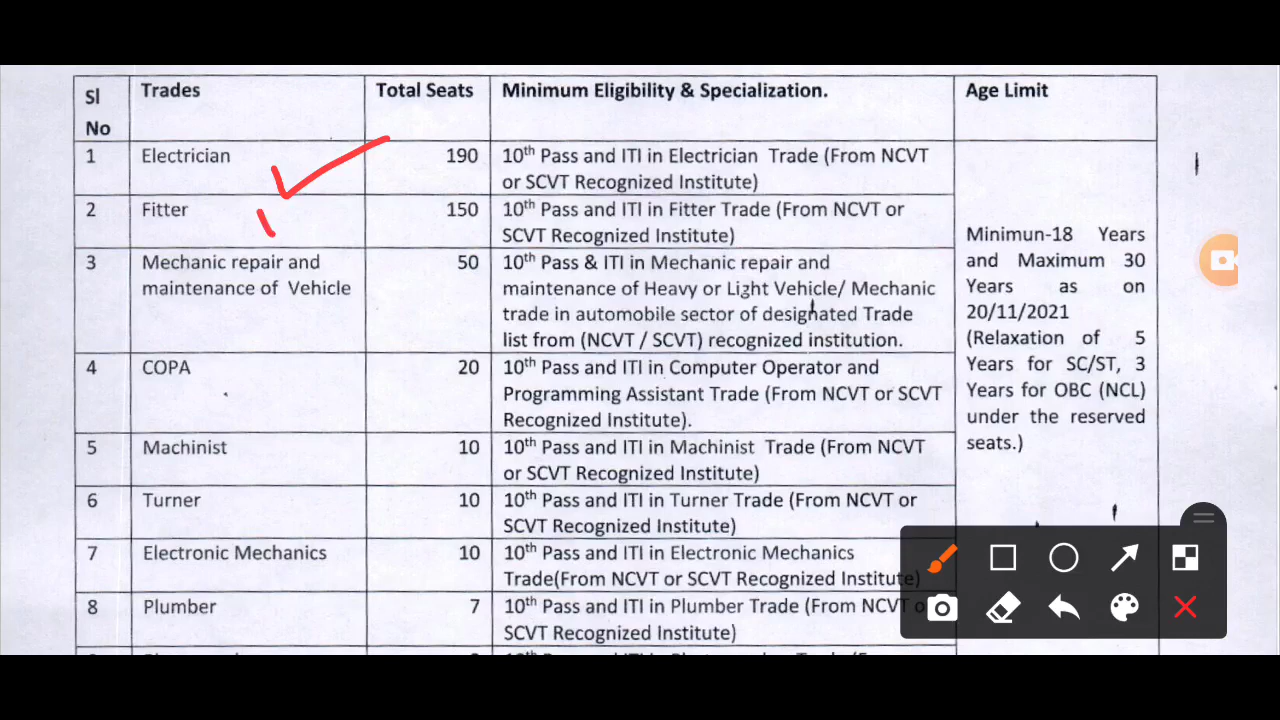 Sl No Trades Total Seats Minimum Eligibility & Specialization. Age Limit
1 Electrician 190 10th Pass and ITI in Electrician Trade (From NCVT
or SCVT Recognized Institute)
2 Fitter 150 10th Pass and ITI in Fitter Trade (From NCVT or
SCVT Recognized Institute)
3 Mechanic repair and 50 10th Pass & ITI in Mechanic repair and
maintenance of Vehicle maintenance of Heavy or Light Vehicle/ Mechanic
trade in automobile sector of designated Trade
list from (NCVT / SCVT) recognized institution.
4 COPA 20 10th Pass and ITI in Computer Operator and
Programming Assistant Trade (From NCVT or SCVT
Recognized Institute).
5 Machinist 10 10th Pass and ITI in Machinist Trade (From NCVT
or SCVT Recognized Institute)
6 Turner 10 10th Pass and ITI in Turner Trade (From NCVT or
SCVT Recognized Institute)
7 Electronic Mechanics 10 10th Pass and ITI in Electronic Mechanics
Trade(From NCVT or SCVT Recognized Institute)
8 Plumber 7 10th Pass and ITI in Plumber Trade (From NCVT o
SCVT Recognized Institute)
Minimun-18 Years
and Maximum 30
Years as on
20/11/2021
(Relaxation of 5
Years for SC/ST, 3
Years for OBC (NCL)
under the reserved
seats.)